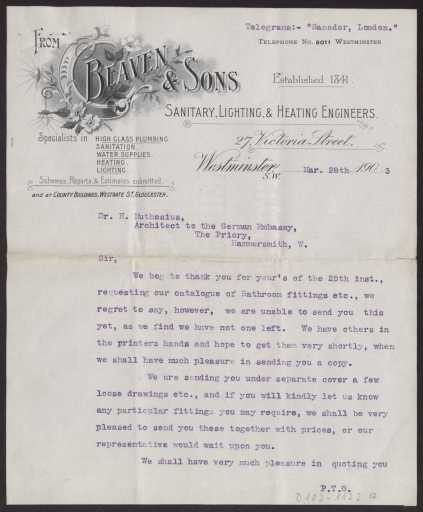 Telegrams:- "Sanador, London."
TELEPHONE NO. 5011 WESTMINSTER
FROM
BEAVEN & SONS
Established 1841.
SANITARY, LIGHTING, & HEATING ENGINEERS.
Specialists in HIGH CLASS PLUMBING
SANITATION
WATER SUPPLIES
HEATING
LIGHTING
Schemes, Reports, & Estimates submitted.
AND AT COUNTY BUILDINGS, WESTGATE ST. GLOUCESTER.
27, Victoria Street,
Westminster S.W. Mar. 28th 1903
Dr. H. Muthesius,
Architect to the German Embassy,
The Priory,
Hammersmith, W.
Sir,
We beg to thank you for your's of the 25th inst.,
requesting our catalogue of Bathroom fittings etc., we
regret to say, however, we are unable to send you this
yet, as we find we have not one left. We have others in
the printers hands and hope to get them very shortly, when
we shall have much pleasure in sending you a copy.
We are sending you under separate cover a few
loose drawings etc., and if you will kindly let us know
any particular fittings you may require, we shall be very
pleased to send you these together with prices, or our
representative would wait upon you.
We shall have very much pleasure in quoting you
P.T.O.